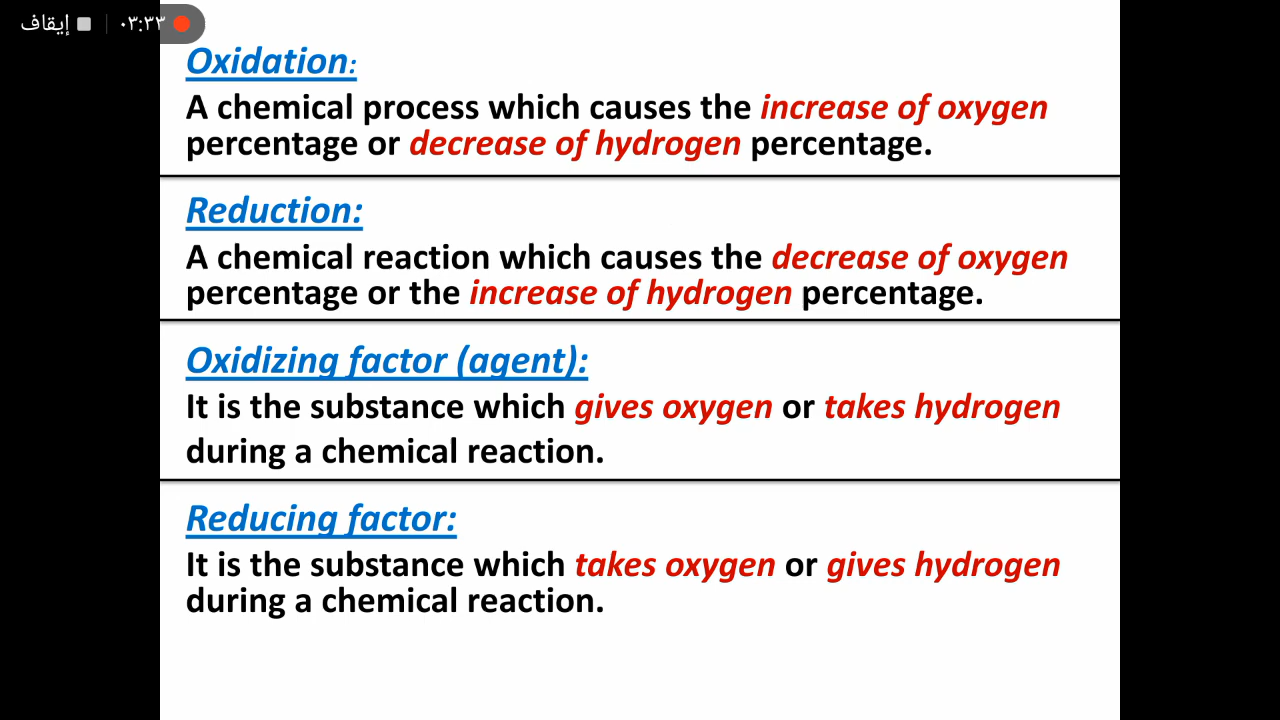 إيقاف ٠٣:٣٣
Oxidation:
A chemical process which causes the increase of oxygen
percentage or decrease of hydrogen percentage.
Reduction:
A chemical reaction which causes the decrease of oxygen
percentage or the increase of hydrogen percentage.
Oxidizing factor (agent):
It is the substance which gives oxygen or takes hydrogen
during a chemical reaction.
Reducing factor:
It is the substance which takes oxygen or gives hydrogen
during a chemical reaction.